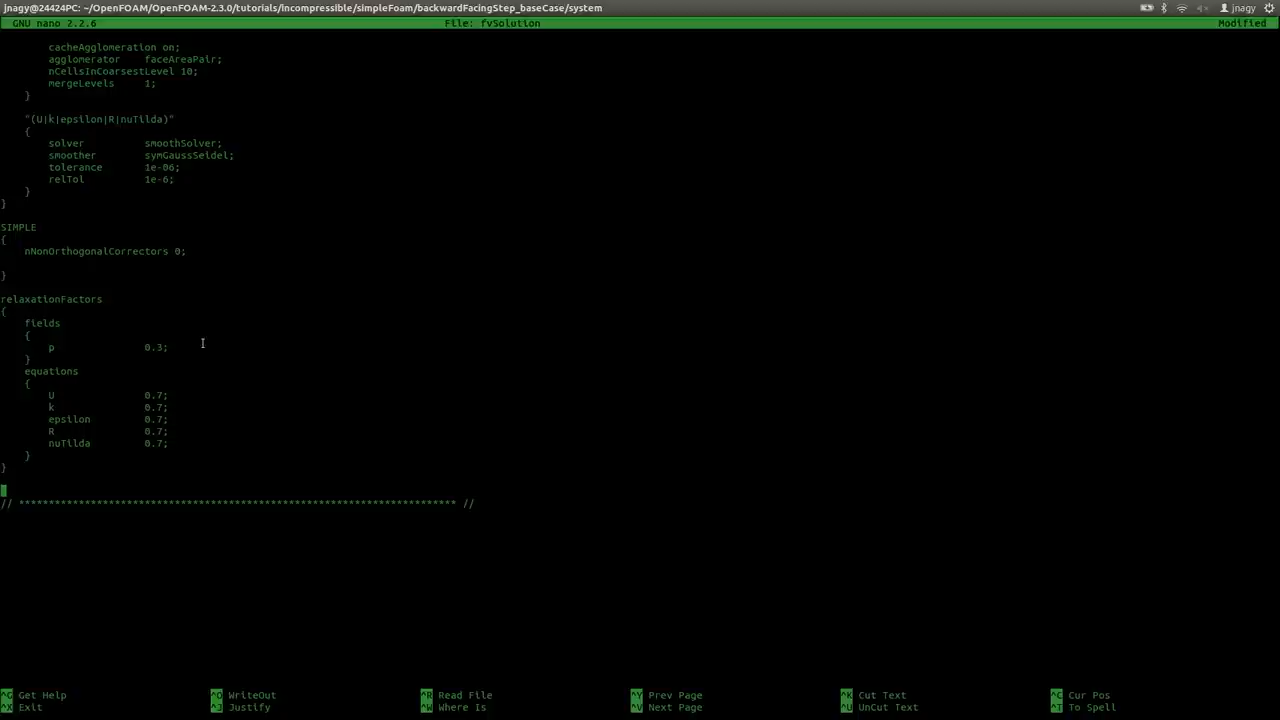 jnagy@24424PC: ~/OpenFOAM/OpenFOAM-2.3.0/tutorials/incompressible/simpleFoam/backwardFacingStep_baseCase/system
jnagy
GNU nano 2.2.6 File: fvSolution Modified
cacheAgglomeration on;
agglomerator faceAreaPair;
nCellsInCoarsestLevel 10;
mergeLevels 1;
}
"(U|k|epsilon|R|nuTilda)"
{
solver smoothSolver;
smoother symGaussSeidel;
tolerance 1e-06;
relTol 1e-6;
}
}
SIMPLE
{
nNonOrthogonalCorrectors 0;
}
relaxationFactors
{
fields
{
p 0.3;
}
equations
{
U 0.7;
k 0.7;
epsilon 0.7;
R 0.7;
nuTilda 0.7;
}
}
// ************************************************************************* //
^G Get Help ^O WriteOut ^R Read File ^Y Prev Page ^K Cut Text ^C Cur Pos
^X Exit ^J Justify ^W Where Is ^V Next Page ^U UnCut Text ^T To Spell